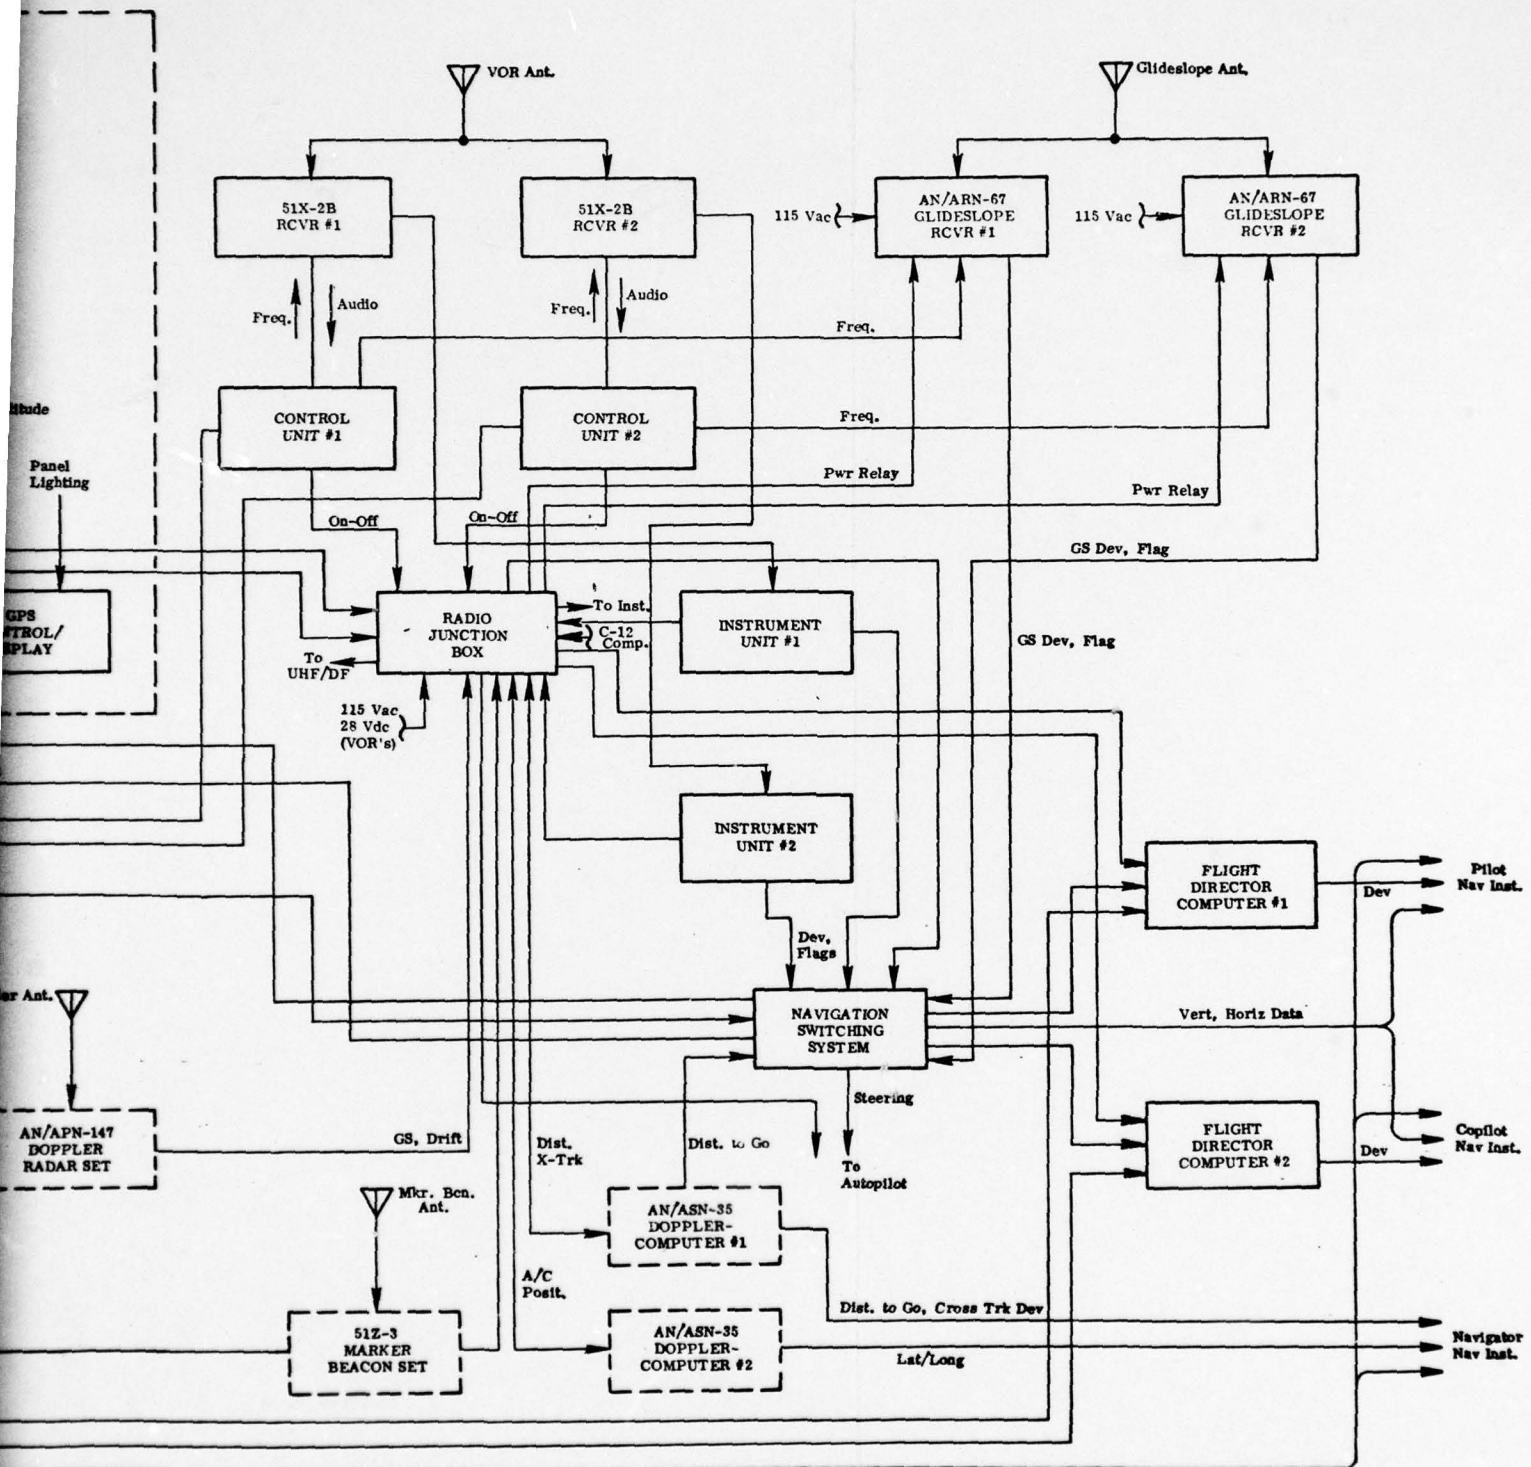 VOR Ant.
Glideslope Ant.
51X-2B
RCVR #1
51X-2B
RCVR #2
115 Vac
AN/ARN-67
GLIDESLOPE
RCVR #1
115 Vac
AN/ARN-67
GLIDESLOPE
RCVR #2
Freq.
Audio
Freq.
Audio
Freq.
CONTROL
UNIT #1
CONTROL
UNIT #2
Freq.
Panel
Lighting
Pwr Relay
Pwr Relay
On-Off
On-Off
GS Dev, Flag
GPS
RADIO
JUNCTION
BOX
To Inst.
C-12
Comp.
INSTRUMENT
UNIT #1
GS Dev, Flag
To
UHF/DF
115 Vac
28 Vdc
(VOR's)
INSTRUMENT
UNIT #2
FLIGHT
DIRECTOR
COMPUTER #1
Dev
Pilot
Nav Inst.
Dev,
Flags
Ant.
NAVIGATION
SWITCHING
SYSTEM
Vert, Horiz Data
Steering
AN/APN-147
DOPPLER
RADAR SET
GS, Drift
Dist.
X-Trk
Dist. to Go
To
Autopilot
FLIGHT
DIRECTOR
COMPUTER #2
Dev
Copilot
Nav Inst.
Mkr. Bcn.
Ant.
AN/ASN-35
DOPPLER-
COMPUTER #1
A/C
Posit.
Dist. to Go, Cross Trk Dev
51Z-3
MARKER
BEACON SET
AN/ASN-35
DOPPLER-
COMPUTER #2
Lat/Long
Navigator
Nav Inst.